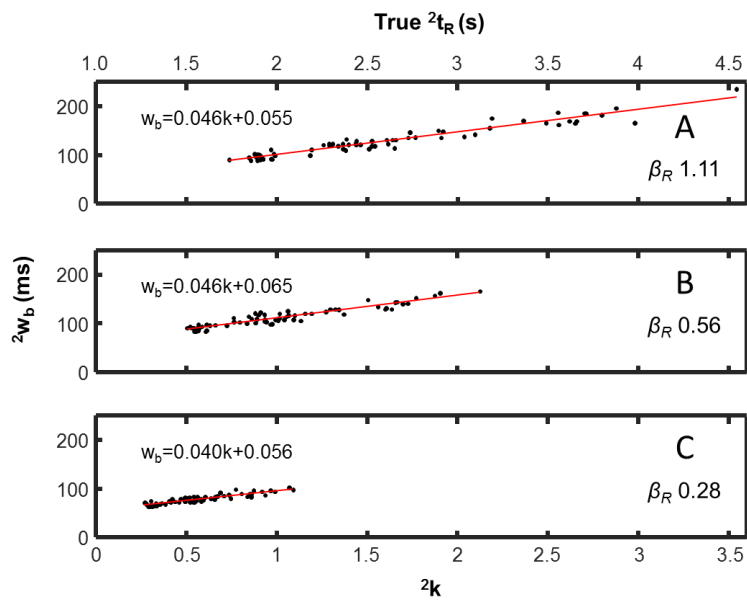 True ²t_R (s)
1.0 1.5 2.0 2.5 3.0 3.5 4.0 4.5
200
100
0
w_b=0.046k+0.055
A
β_R 1.11
²w_b (ms)
200
100
0
w_b=0.046k+0.065
B
β_R 0.56
200
100
0
w_b=0.040k+0.056
C
β_R 0.28
0 0.5 1 1.5 2 2.5 3 3.5
²k